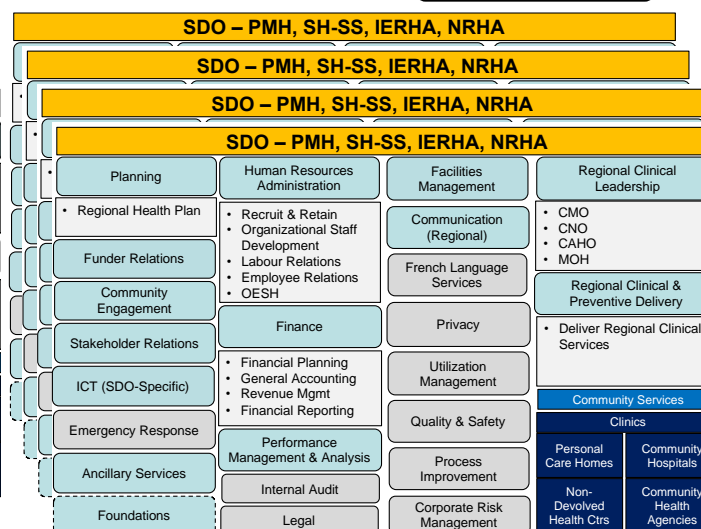 SDO – PMH, SH-SS, IERHA, NRHA
SDO – PMH, SH-SS, IERHA, NRHA
SDO – PMH, SH-SS, IERHA, NRHA
SDO – PMH, SH-SS, IERHA, NRHA
Planning
• Regional Health Plan
Funder Relations
Community
Engagement
Stakeholder Relations
ICT (SDO-Specific)
Emergency Response
Ancillary Services
Foundations
Human Resources
Administration
• Recruit & Retain
• Organizational Staff
Development
• Labour Relations
• Employee Relations
• OESH
Finance
• Financial Planning
• General Accounting
• Revenue Mgmt
• Financial Reporting
Performance
Management & Analysis
Internal Audit
Legal
Facilities
Management
Communication
(Regional)
French Language
Services
Privacy
Utilization
Management
Quality & Safety
Process
Improvement
Corporate Risk
Management
Regional Clinical
Leadership
• CMO
• CNO
• CAHO
• MOH
Regional Clinical &
Preventive Delivery
• Deliver Regional Clinical
Services
Community Services
Clinics
Personal
Care Homes
Community
Hospitals
Non-
Devolved
Health Ctrs
Community
Health
Agencies